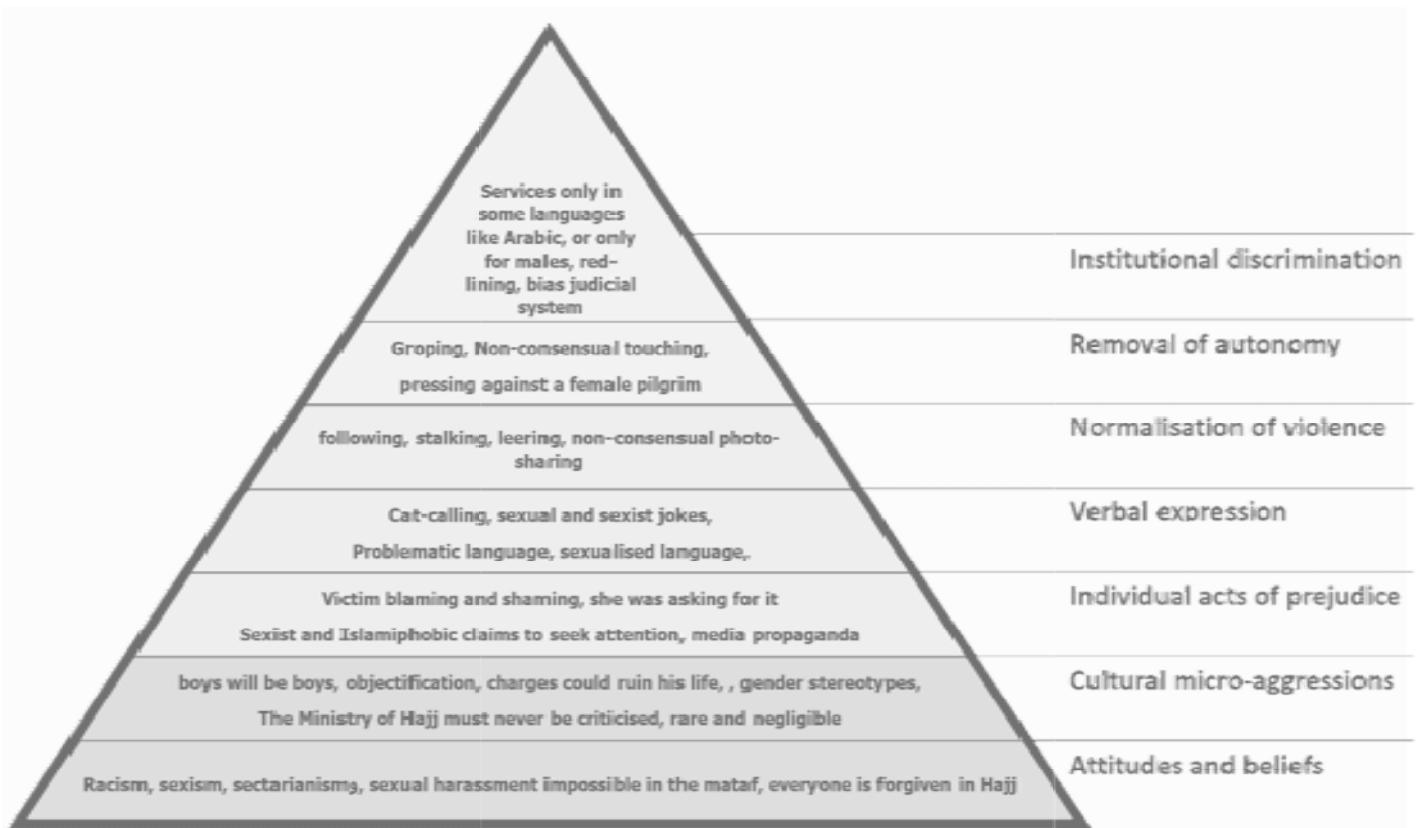 Services only in
some languages
like Arabic, or only
for males, red-
lining, bias judicial
system
Institutional discrimination
Groping, Non-consensual touching,
pressing against a female pilgrim
Removal of autonomy
following, stalking, leering, non-consensual photo-
sharing
Normalisation of violence
Cat-calling, sexual and sexist jokes,
Problematic language, sexualised language,.
Verbal expression
Victim blaming and shaming, she was asking for it
Sexist and Islamiphobic claims to seek attention, media propaganda
Individual acts of prejudice
boys will be boys, objectification, charges could ruin his life, , gender stereotypes,
The Ministry of Hajj must never be criticised, rare and negligible
Cultural micro-aggressions
Racism, sexism, sectarianisms, sexual harassment impossible in the mataf, everyone is forgiven in Hajj
Attitudes and beliefs